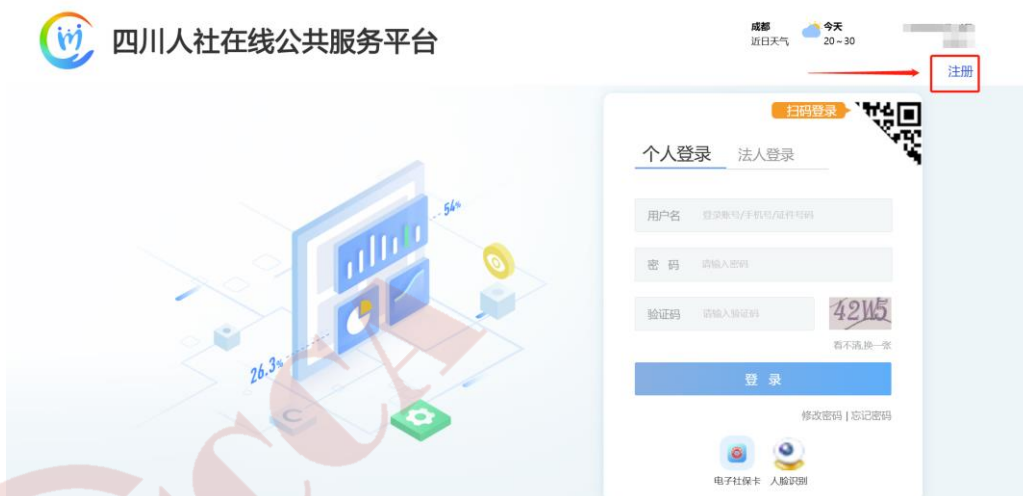 四川人社在线公共服务平台
成都
近日天气
今天
20~30
注册
扫码登录
个人登录 法人登录
用户名 登录账号/手机号/证件号码
密 码 请输入密码
验证码 请输入验证码 42W5
看不清,换一张
登 录
修改密码 | 忘记密码
电子社保卡 人脸识别
54%
26.3%